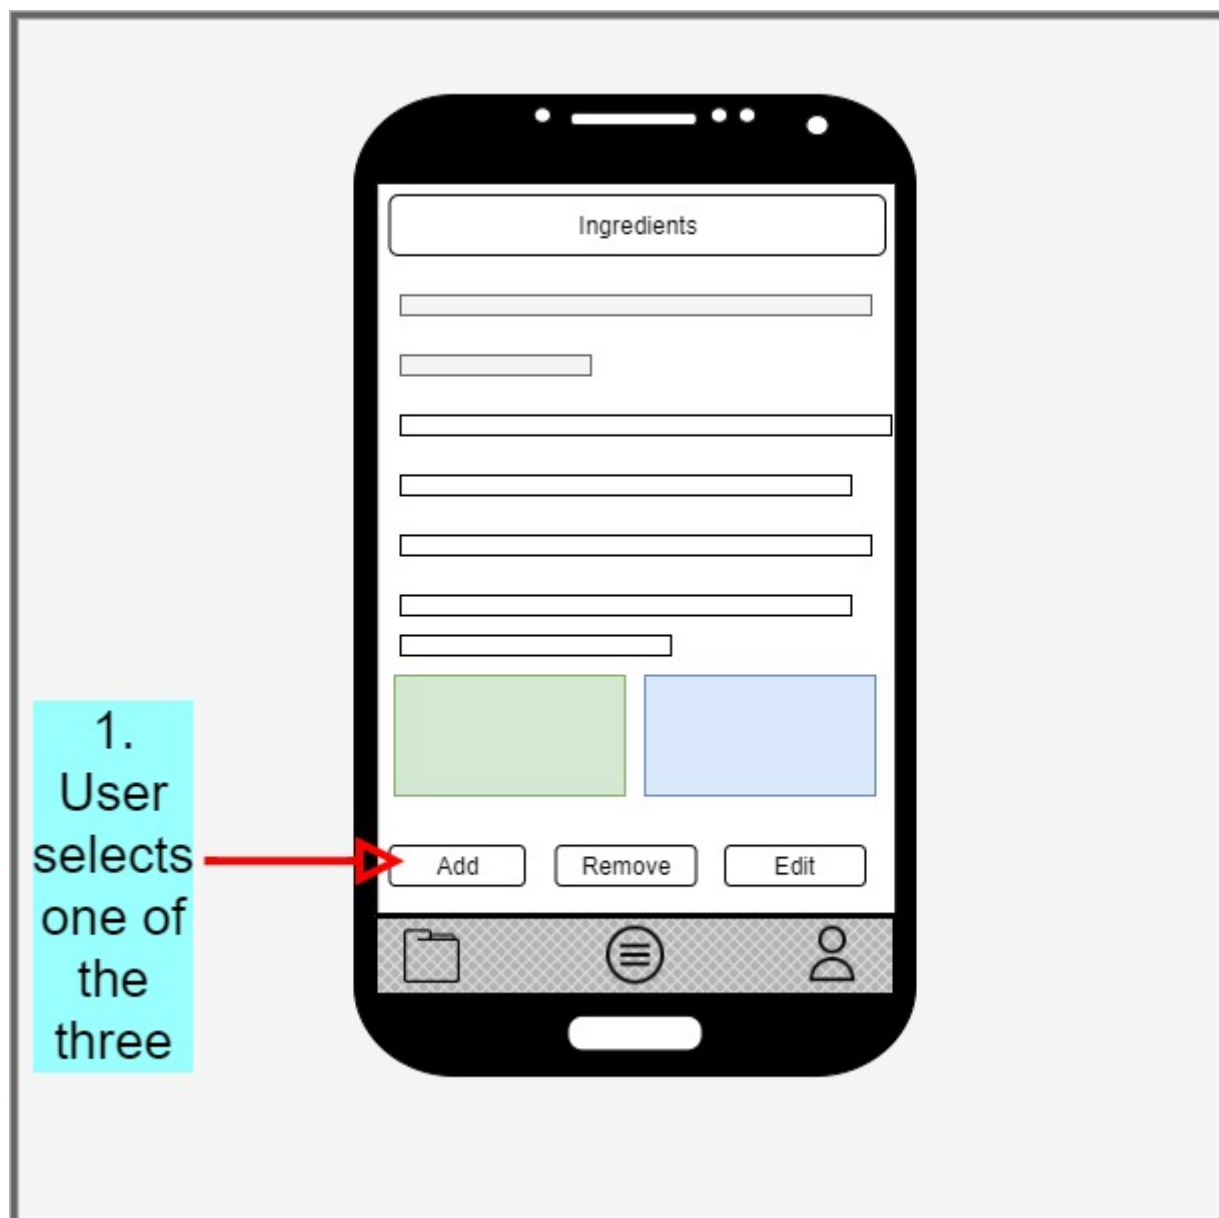 Ingredients
1.
User
selects
one of
the
three
Add
Remove
Edit